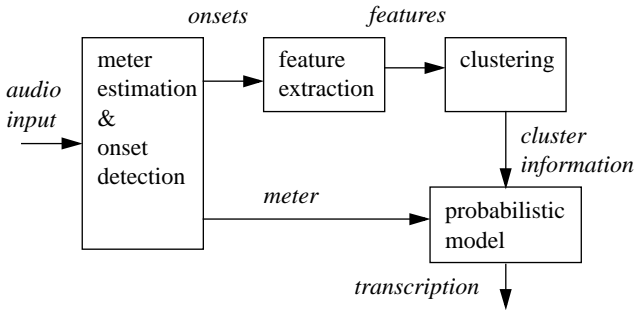 onsets
features
meter
estimation
&
onset
detection
feature
extraction
clustering
audio
input
cluster
information
meter
probabilistic
model
transcription